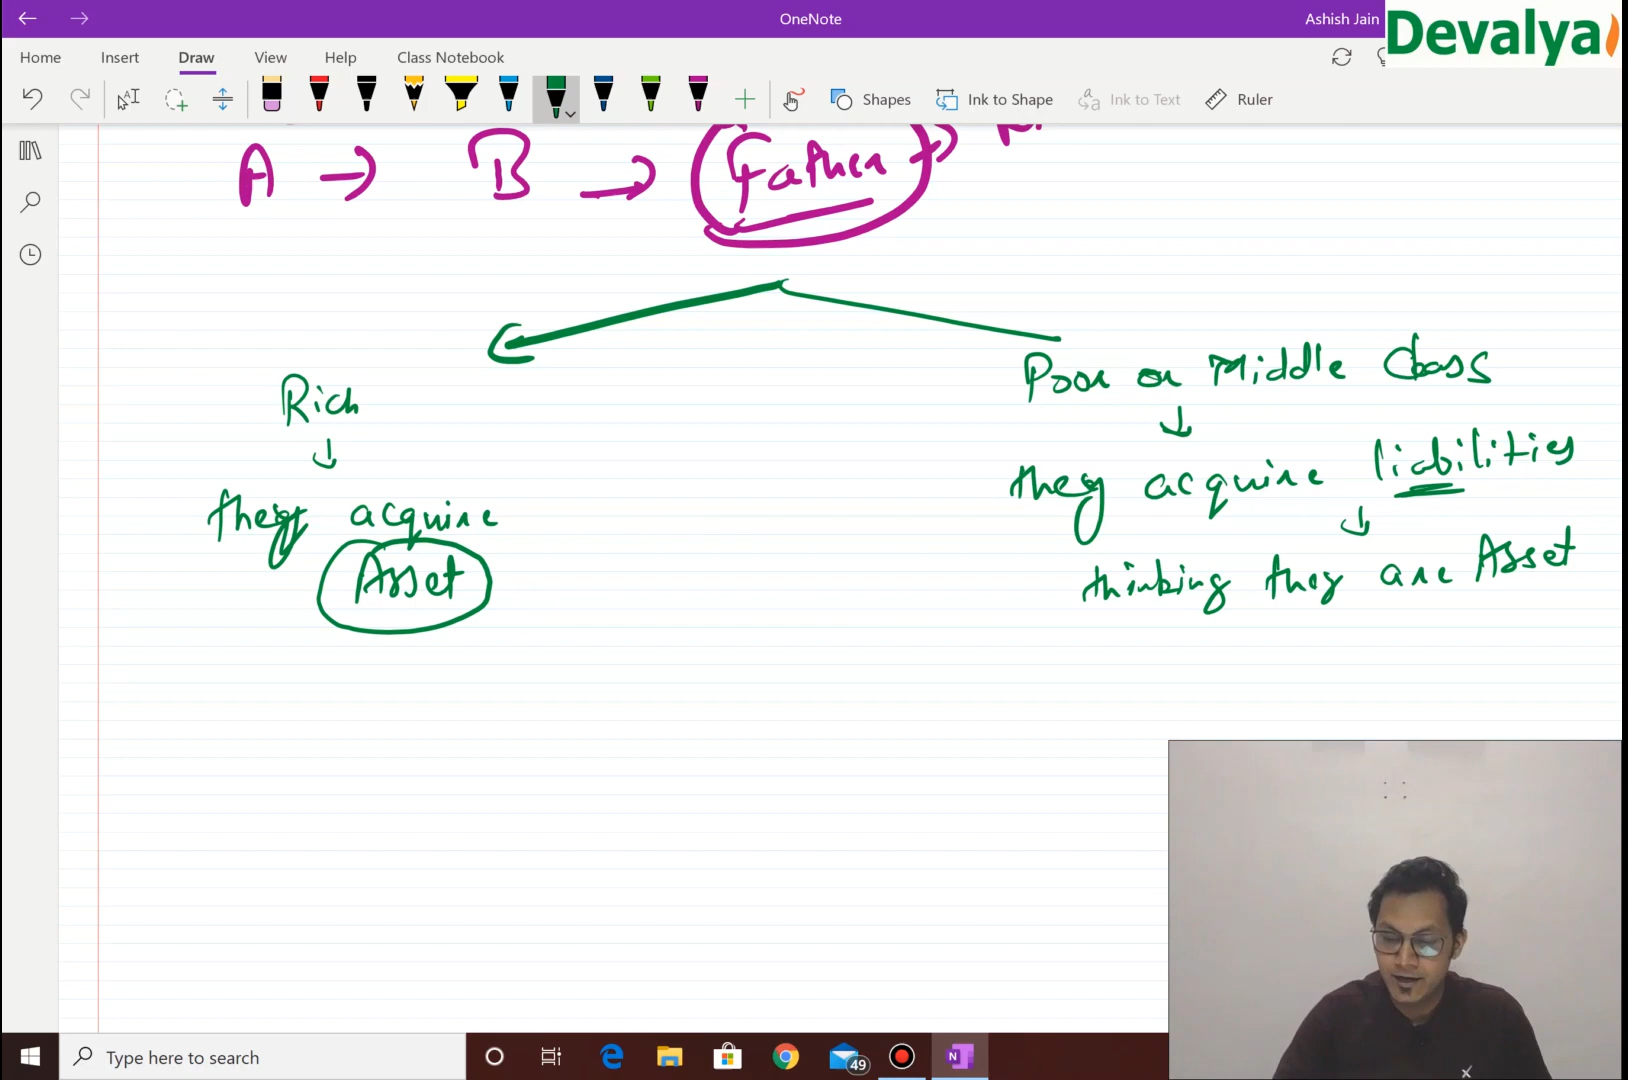 OneNote
Ashish Jain
Devalya
Home Insert Draw View Help Class Notebook
Shapes Ink to Shape Ink to Text Ruler
A → B → Father →
Rich
↓
they acquire
Asset
Poor or Middle Class
↓
they acquire liabilities
↓
thinking they are Asset
Type here to search
49